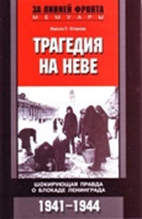 ЗА ЛИНИЕЙ ФРОНТА
МЕМУАРЫ
ТРАГЕДИЯ
НА НЕВЕ
ШОКИРУЮЩАЯ ПРАВДА
О БЛОКАДЕ ЛЕНИНГРАДА
1941-1944